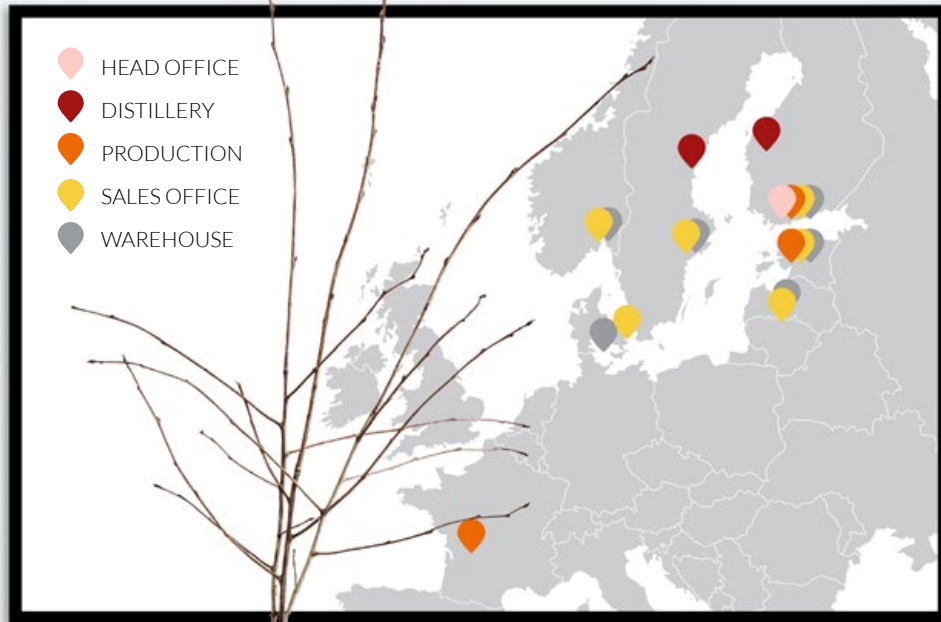 HEAD OFFICE
DISTILLERY
PRODUCTION
SALES OFFICE
WAREHOUSE